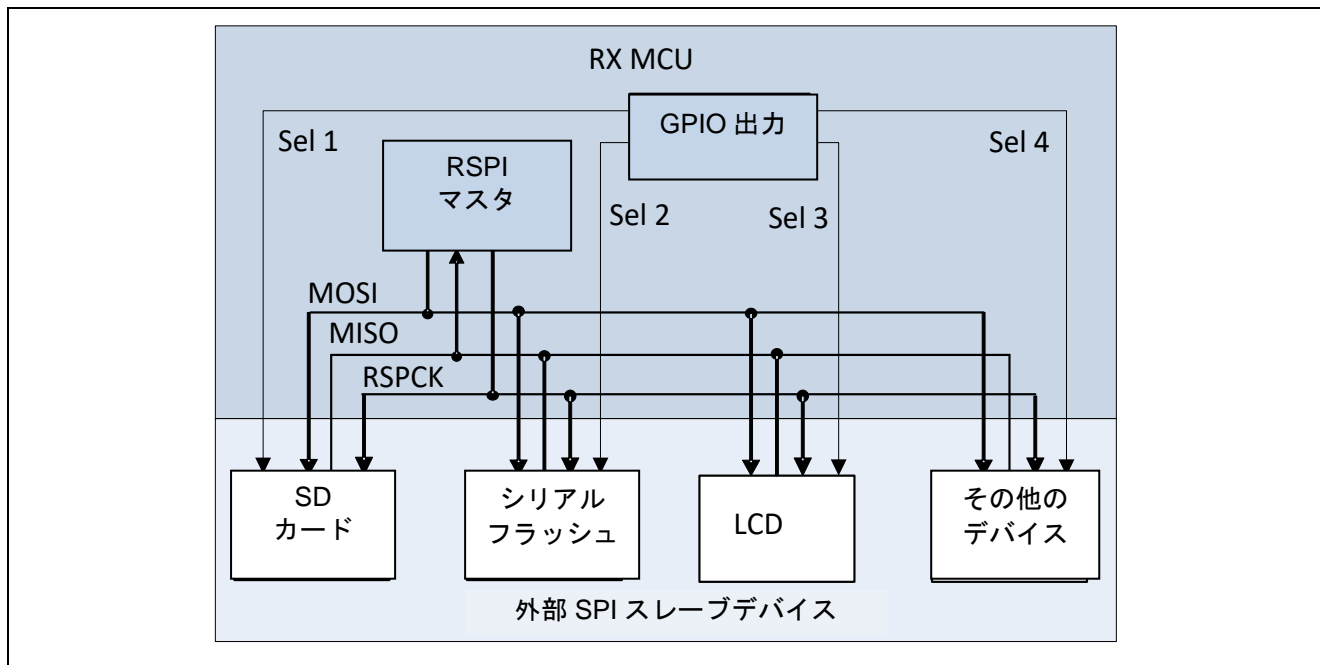 RX MCU
GPIO 出力
Sel 1
Sel 4
RSPI
マスタ
Sel 2
Sel 3
MOSI
MISO
RSPCK
SD
カード
シリアル
フラッシュ
LCD
その他の
デバイス
外部 SPI スレーブデバイス